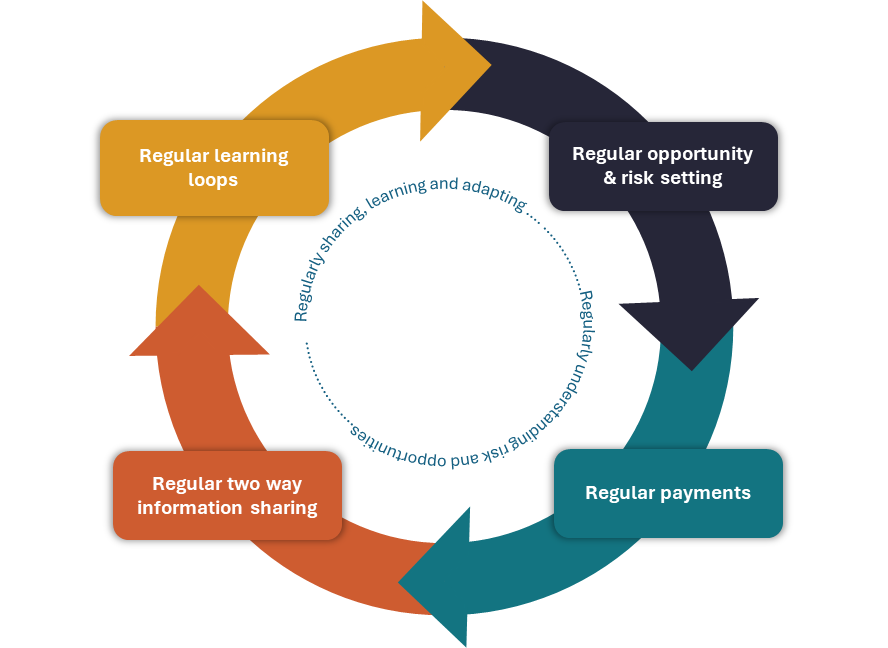 Regular learning
loops
Regular opportunity
& risk setting
Regularly sharing, learning and adapting
Regularly understanding risk and opportunities
Regular two way
information sharing
Regular payments